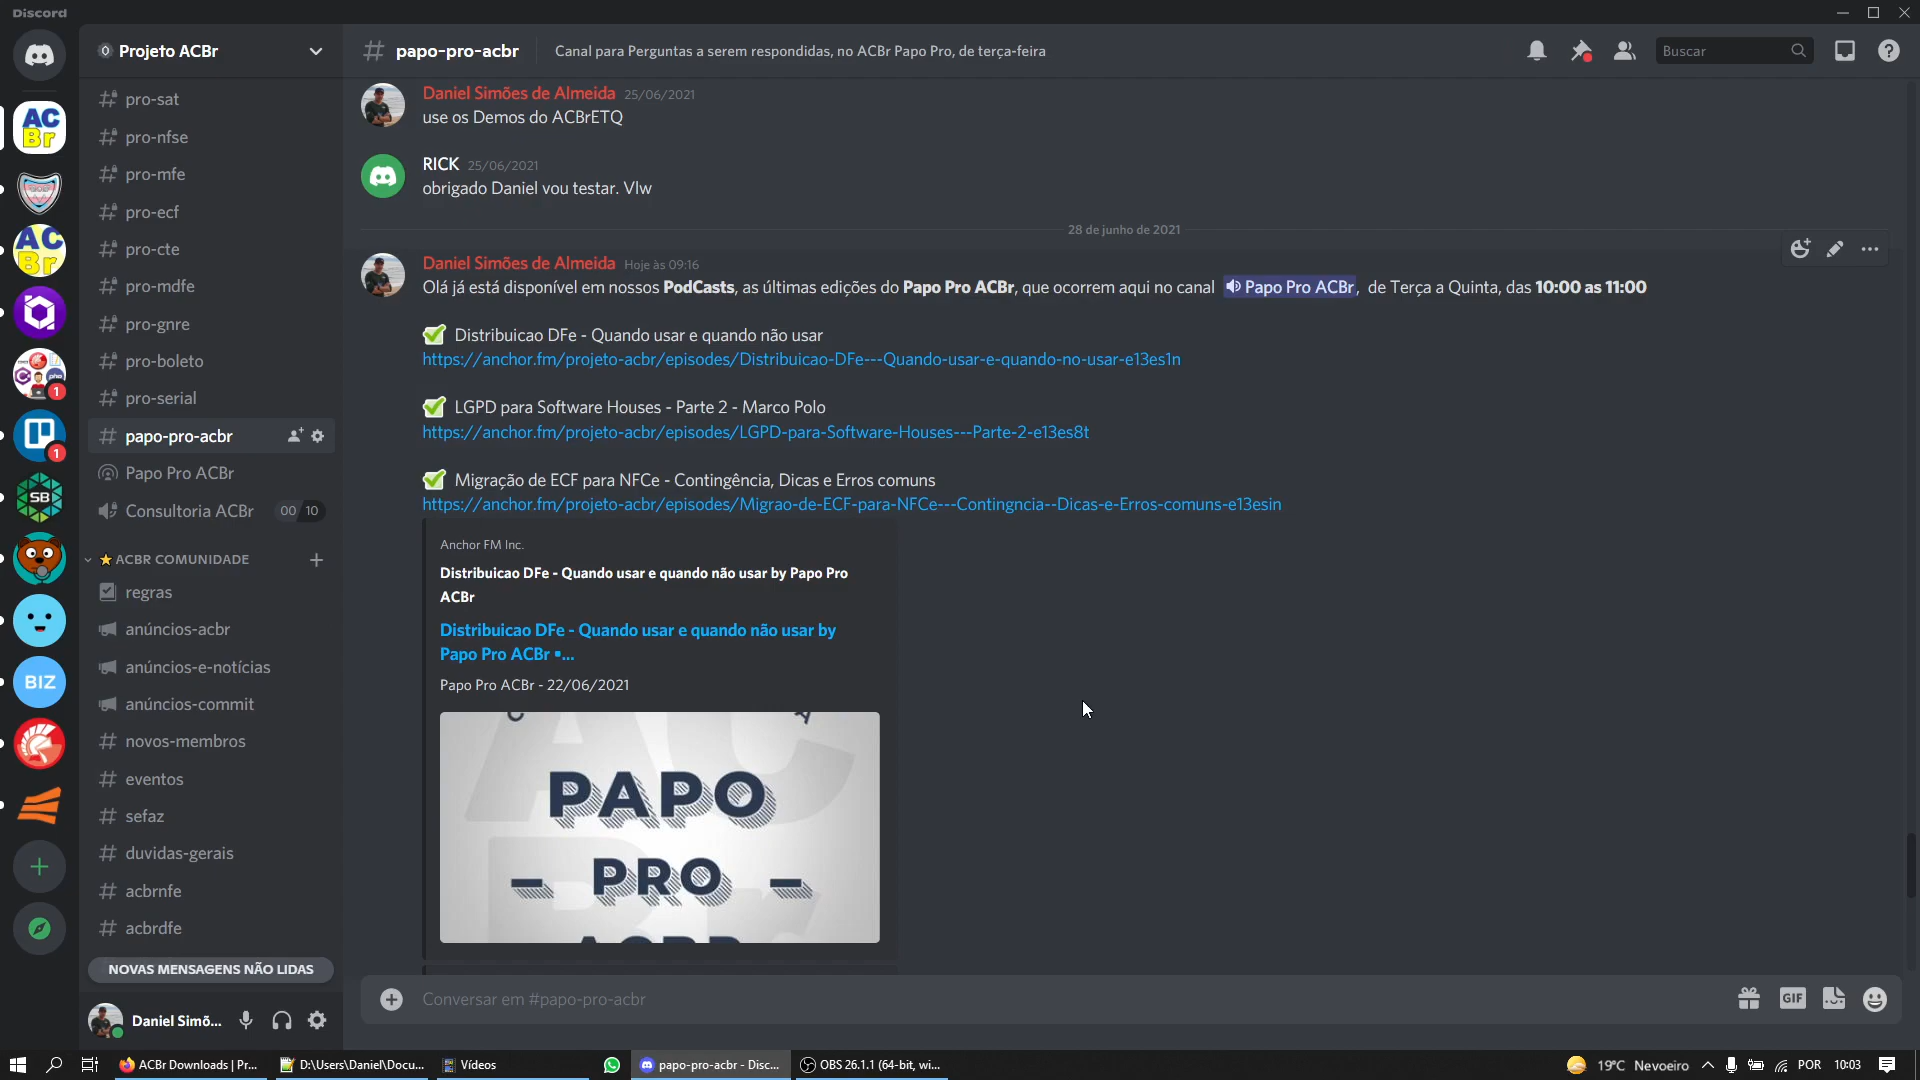 Discord
Projeto ACBr
papo-pro-acbr
Canal para Perguntas a serem respondidas, no ACBr Papo Pro, de terça-feira
Buscar
AC
Br
AC
Br
1
1
SB
BIZ
pro-sat
pro-nfse
pro-mfe
pro-ecf
pro-cte
pro-mdfe
pro-gnre
pro-boleto
pro-serial
papo-pro-acbr
Papo Pro ACBr
Consultoria ACBr 00 10
ACBR COMUNIDADE
regras
anúncios-acbr
anúncios-e-notícias
anúncios-commit
novos-membros
eventos
sefaz
duvidas-gerais
acbrnfe
acbrdfe
NOVAS MENSAGENS NÃO LIDAS
Daniel Simõ...
Daniel Simões de Almeida 25/06/2021
use os Demos do ACBrETQ
RICK 25/06/2021
obrigado Daniel vou testar. Vlw
28 de junho de 2021
Daniel Simões de Almeida Hoje às 09:16
Olá já está disponível em nossos PodCasts, as últimas edições do Papo Pro ACBr, que ocorrem aqui no canal Papo Pro ACBr, de Terça a Quinta, das 10:00 as 11:00
Distribuicao DFe - Quando usar e quando não usar
https://anchor.fm/projeto-acbr/episodes/Distribuicao-DFe---Quando-usar-e-quando-no-usar-e13es1n
LGPD para Software Houses - Parte 2 - Marco Polo
https://anchor.fm/projeto-acbr/episodes/LGPD-para-Software-Houses---Parte-2-e13es8t
Migração de ECF para NFCe - Contingência, Dicas e Erros comuns
https://anchor.fm/projeto-acbr/episodes/Migrao-de-ECF-para-NFCe---Contingncia--Dicas-e-Erros-comuns-e13esin
Anchor FM Inc.
Distribuicao DFe - Quando usar e quando não usar by Papo Pro
ACBr
Distribuicao DFe - Quando usar e quando não usar by
Papo Pro ACBr •...
Papo Pro ACBr - 22/06/2021
PAPO
- PRO -
Conversar em #papo-pro-acbr
GIF
ACBr Downloads | Pr...
D:\Users\Daniel\Docu...
Vídeos
papo-pro-acbr - Disc...
OBS 26.1.1 (64-bit, wi...
19°C Nevoeiro
POR
10:03